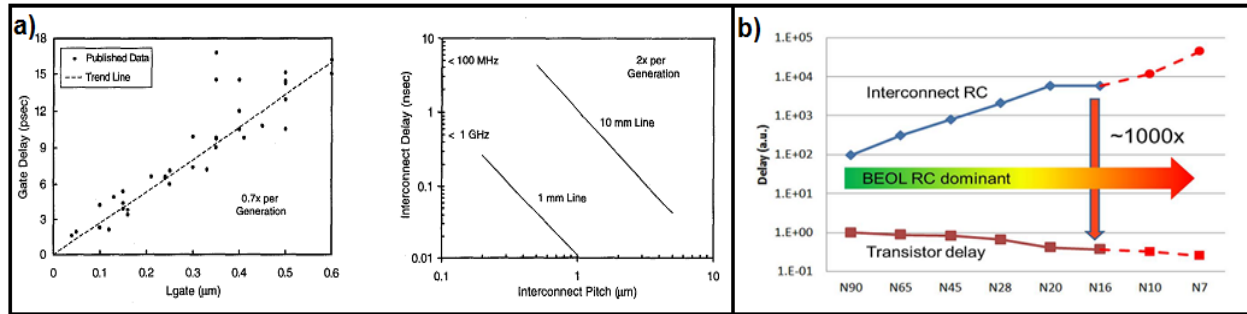 a)
18
15
12
9
6
3
0
Gate Delay (psec)
Published Data
Trend Line
0.7x per
Generation
0 0.1 0.2 0.3 0.4 0.5 0.6
Lgate (µm)
10
1
0.1
0.01
Interconnect Delay (nsec)
< 100 MHz
< 1 GHz
2x per
Generation
10 mm Line
1 mm Line
0.1 1 10
Interconnect Pitch (µm)
b)
1.E+05
1.E+04
1.E+03
1.E+02
1.E+01
1.E+00
1.E-01
Delay (a.u.)
Interconnect RC
~1000x
BEOL RC dominant
Transistor delay
N90 N65 N45 N28 N20 N16 N10 N7